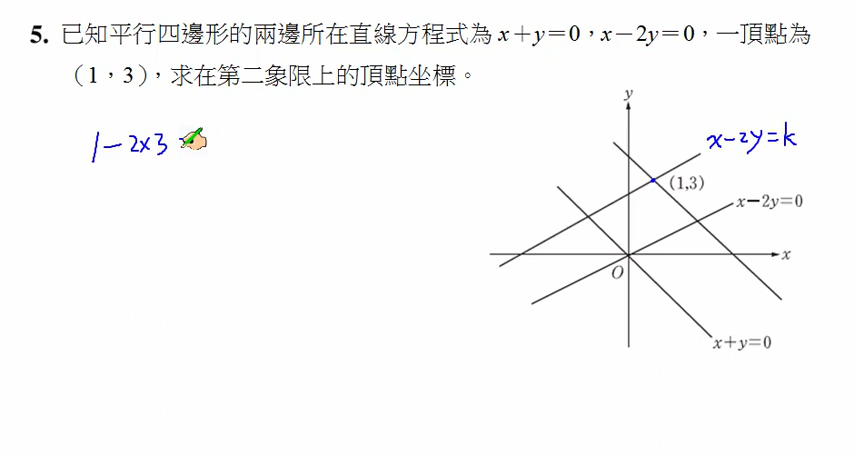 5. 已知平行四邊形的兩邊所在直線方程式為 x+y=0，x−2y=0，一頂點為
（1，3），求在第二象限上的頂點坐標。
y
1−2×3
x−2y=k
(1,3)
x−2y=0
x
O
x+y=0